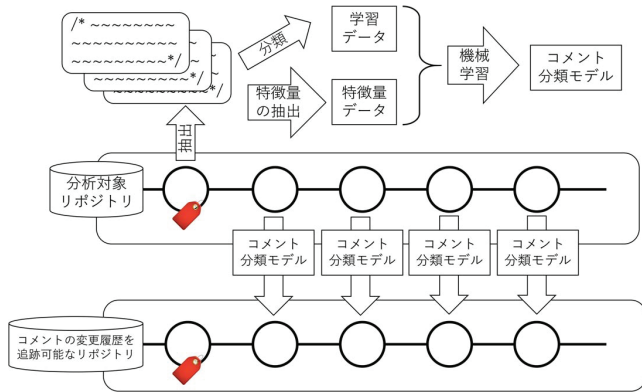 /* ~~~~~~~~
~~~~~~~~~~~
~~~~~~~~~*/
~~~~~~~~*/
~~~~~~~~*/
分類
学習
データ
特徴量
の抽出
特徴量
データ
機械
学習
コメント
分類モデル
抽出
分析対象
リポジトリ
コメント
分類モデル
コメント
分類モデル
コメント
分類モデル
コメント
分類モデル
コメントの変更履歴を
追跡可能なリポジトリ